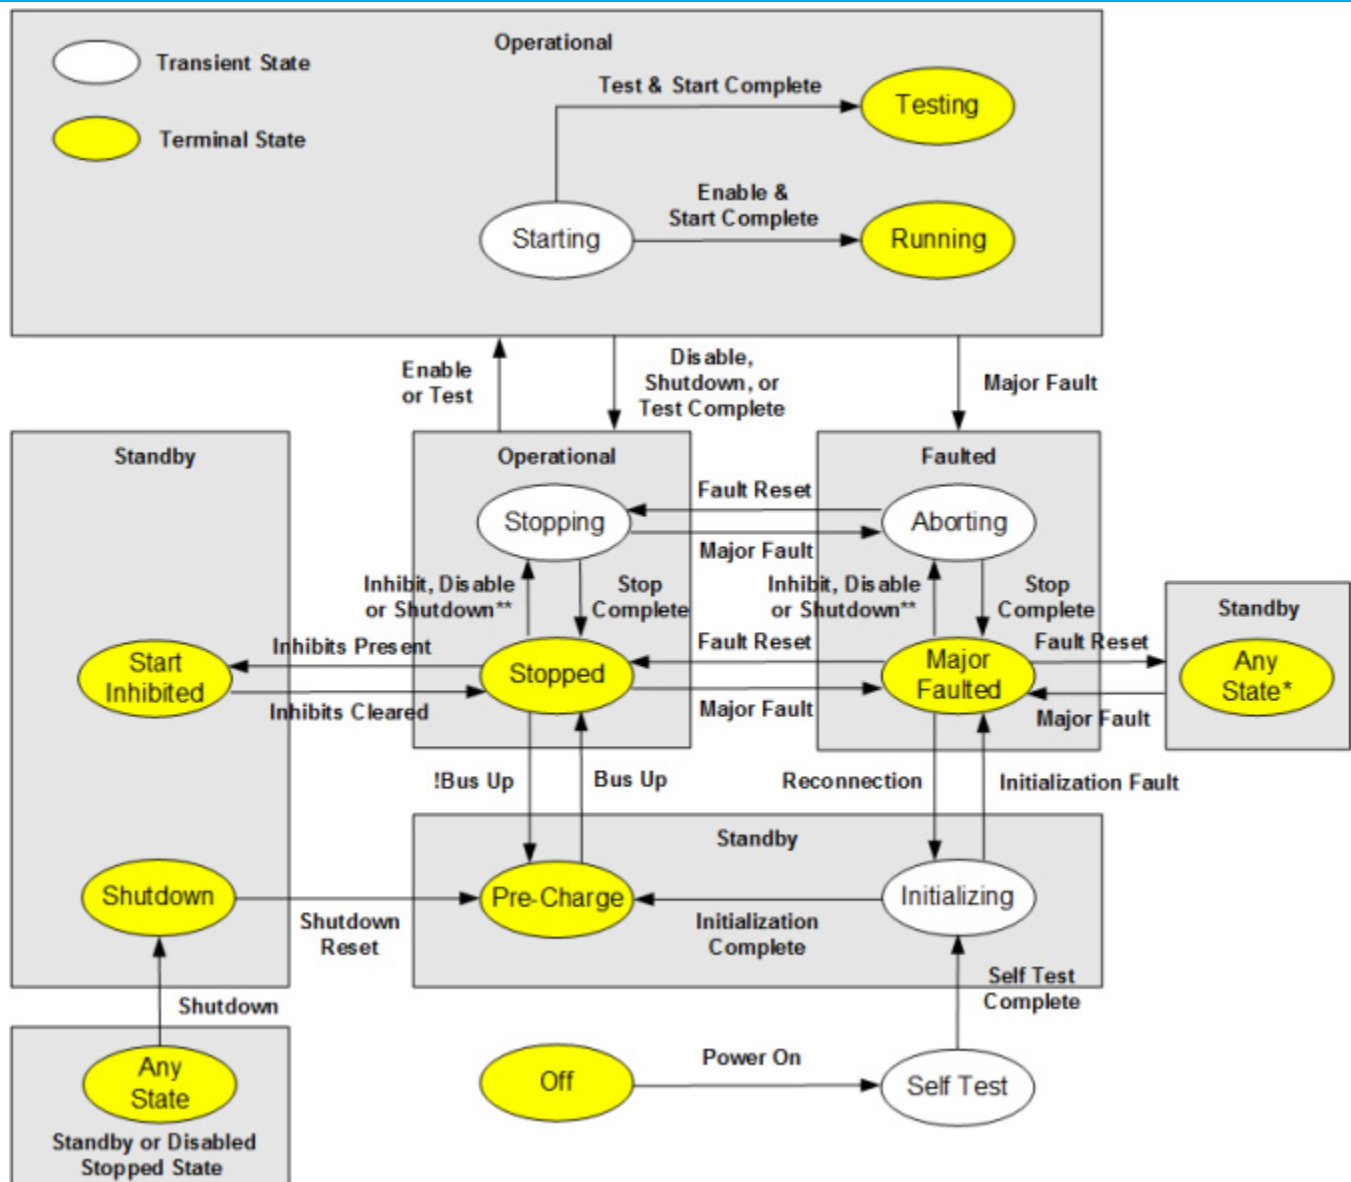 Operational
Transient State
Test & Start Complete
Testing
Terminal State
Enable &
Start Complete
Starting
Running
Enable
or Test
Disable,
Shutdown, or
Test Complete
Major Fault
Standby
Operational
Faulted
Fault Reset
Stopping
Aborting
Major Fault
Inhibit, Disable
or Shutdown**
Stop
Complete
Inhibit, Disable
or Shutdown**
Stop
Complete
Standby
Inhibits Present
Fault Reset
Fault Reset
Start
Inhibited
Stopped
Major
Faulted
Any
State*
Inhibits Cleared
Major Fault
Major Fault
!Bus Up
Bus Up
Reconnection
Initialization Fault
Standby
Shutdown
Pre-Charge
Initializing
Shutdown
Reset
Initialization
Complete
Self Test
Complete
Shutdown
Any
State
Off
Power On
Self Test
Standby or Disabled
Stopped State